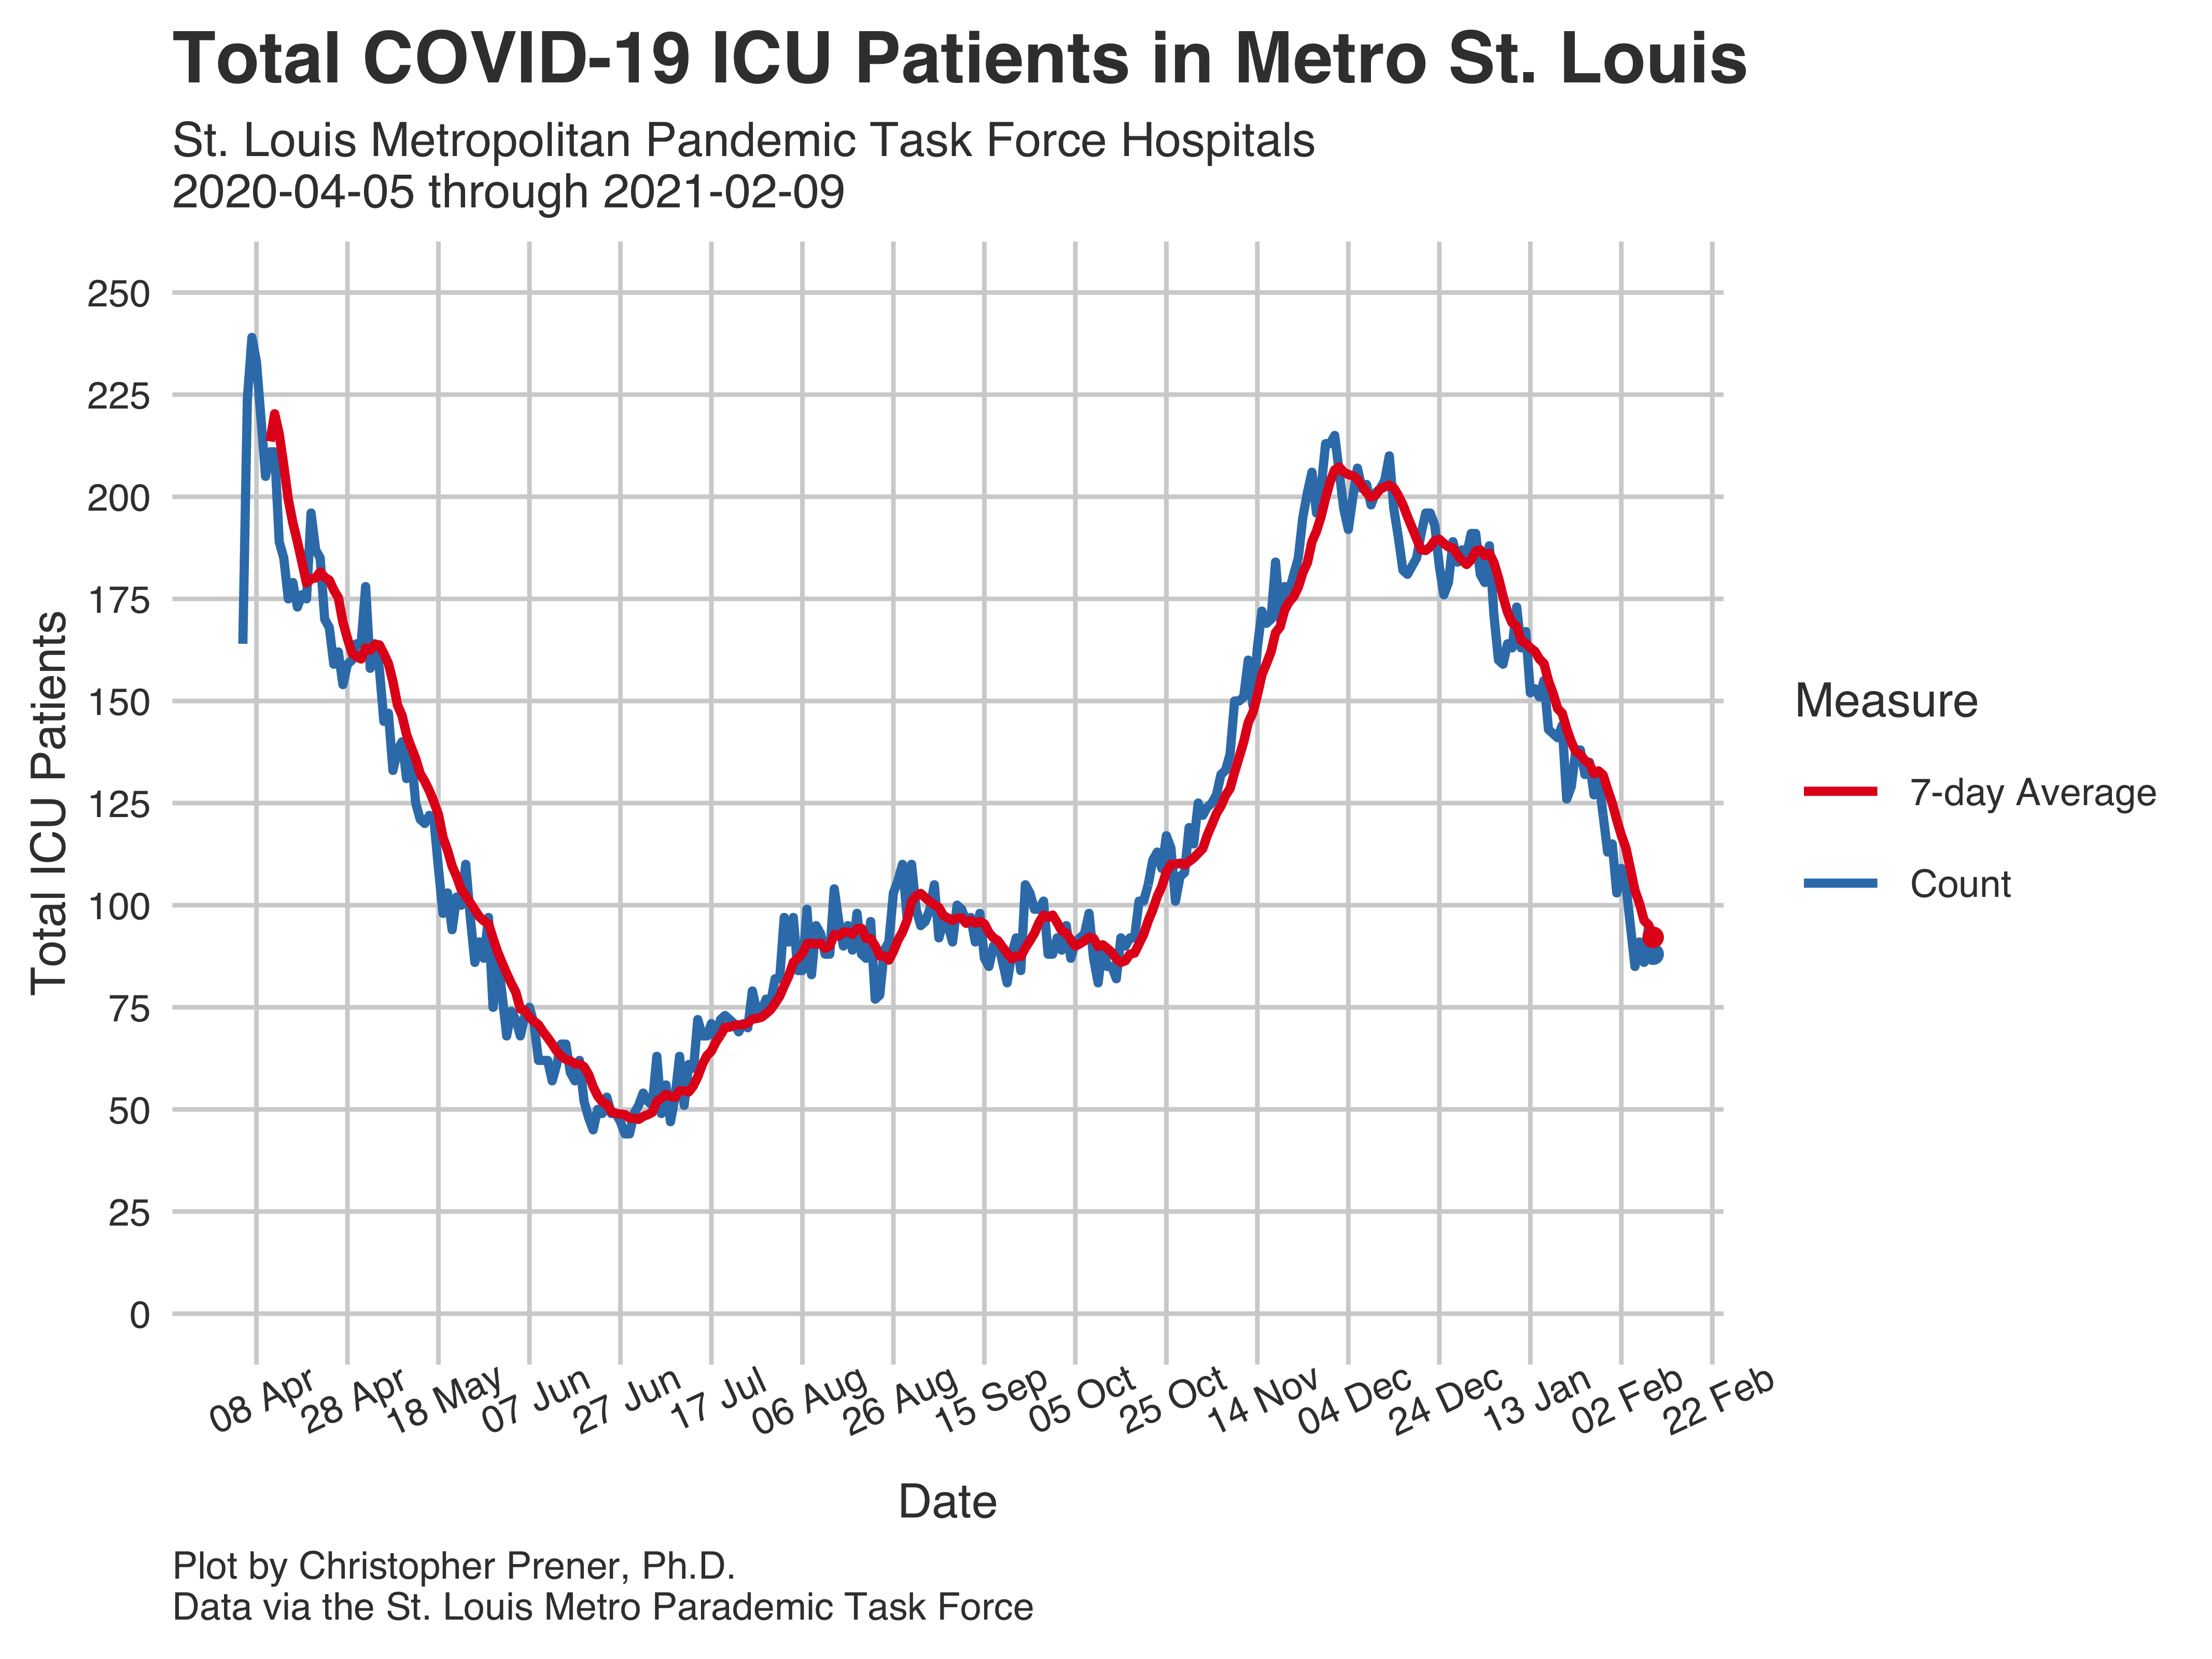 Total COVID-19 ICU Patients in Metro St. Louis
St. Louis Metropolitan Pandemic Task Force Hospitals
2020-04-05 through 2021-02-09
Total ICU Patients
250
225
200
175
150
125
100
75
50
25
0
08 Apr
28 Apr
18 May
07 Jun
27 Jun
17 Jul
06 Aug
26 Aug
15 Sep
05 Oct
25 Oct
14 Nov
04 Dec
24 Dec
13 Jan
02 Feb
22 Feb
Date
Measure
7-day Average
Count
Plot by Christopher Prener, Ph.D.
Data via the St. Louis Metro Parademic Task Force